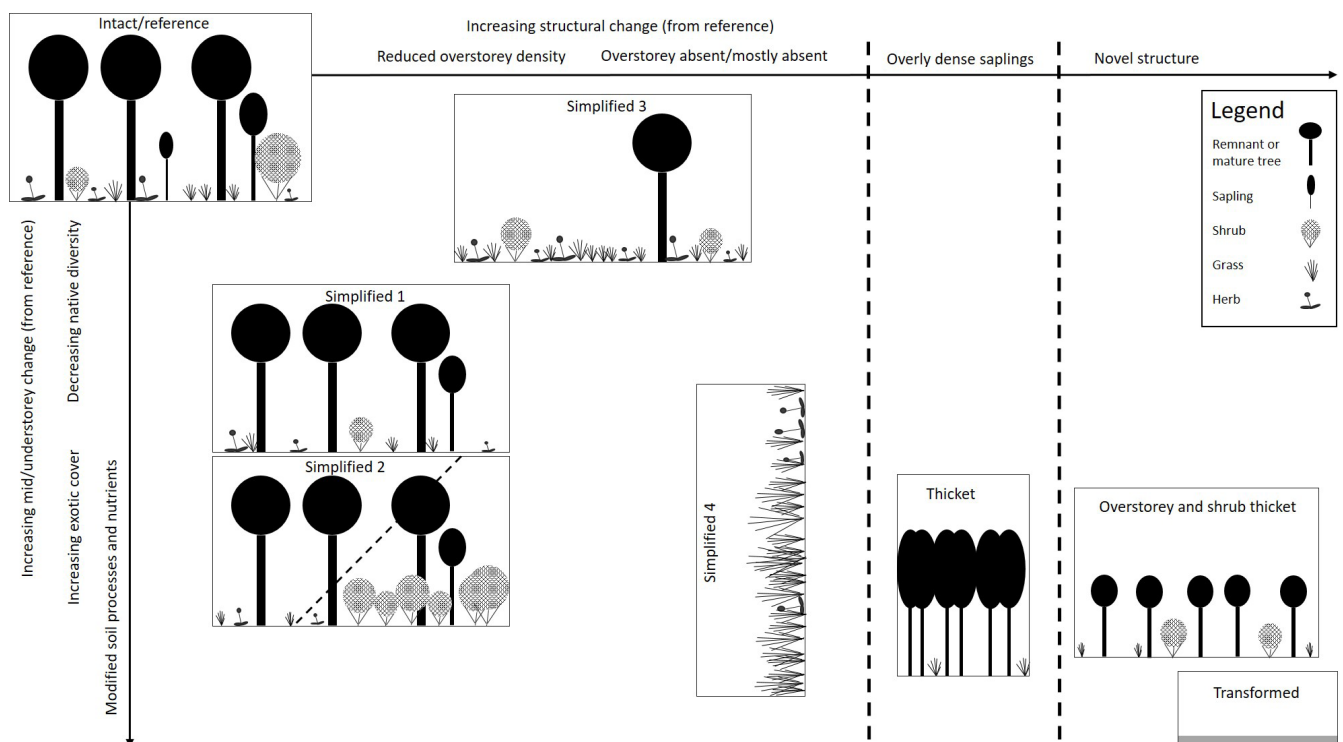 Intact/reference
Increasing structural change (from reference)
Reduced overstorey density
Overstorey absent/mostly absent
Overly dense saplings
Novel structure
Simplified 3
Legend
Remnant or
mature tree
Sapling
Shrub
Grass
Herb
Increasing mid/understorey change (from reference)
Decreasing native diversity
Increasing exotic cover
Modified soil processes and nutrients
Simplified 1
Simplified 2
Simplified 4
Thicket
Overstorey and shrub thicket
Transformed